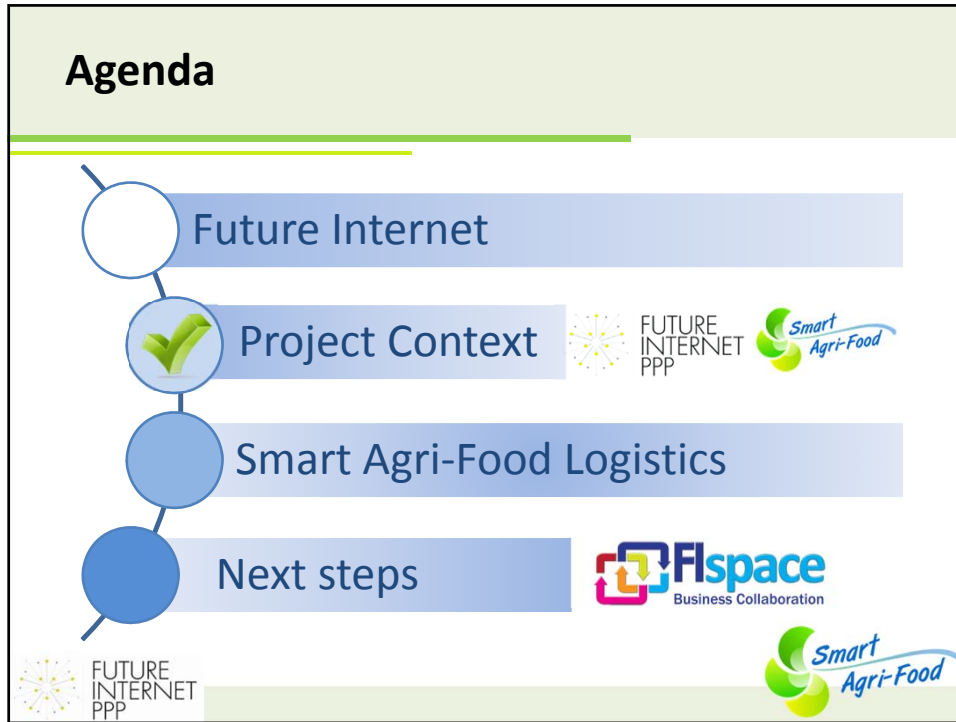 Agenda
Future Internet
Project Context
FUTURE
INTERNET
PPP
Smart
Agri-Food
Smart Agri-Food Logistics
Next steps
FIspace
Business Collaboration
FUTURE
INTERNET
PPP
Smart
Agri-Food